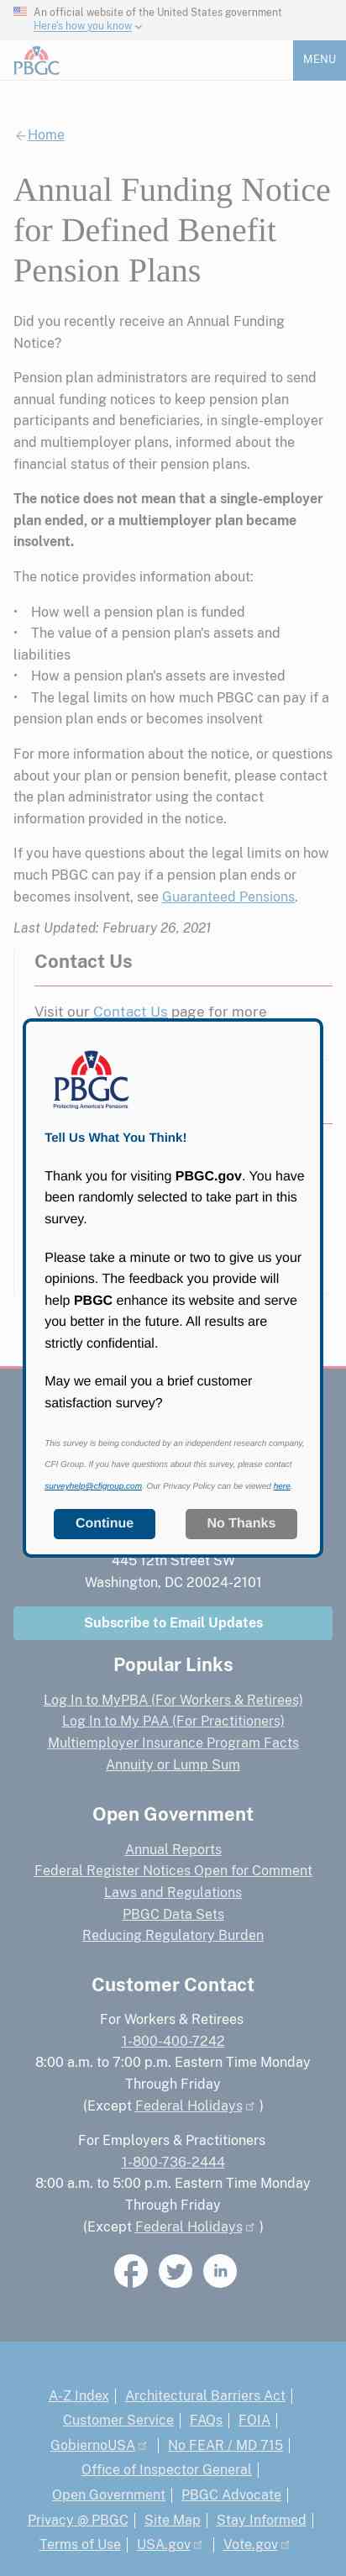 An official website of the United States government
Here's how you know
PBGC
MENU
Home
Annual Funding Notice
for Defined Benefit
Pension Plans
Did you recently receive an Annual Funding
Notice?
Pension plan administrators are required to send
annual funding notices to keep pension plan
participants and beneficiaries, in single-employer
and multiemployer plans, informed about the
financial status of their pension plans.
The notice does not mean that a single-employer
plan ended, or a multiemployer plan became
insolvent.
The notice provides information about:
• How well a pension plan is funded
• The value of a pension plan's assets and
liabilities
• How a pension plan's assets are invested
• The legal limits on how much PBGC can pay if a
pension plan ends or becomes insolvent
For more information about the notice, or questions
about your plan or pension benefit, please contact
the plan administrator using the contact
information provided in the notice.
If you have questions about the legal limits on how
much PBGC can pay if a pension plan ends or
becomes insolvent, see Guaranteed Pensions.
Last Updated: February 26, 2021
Contact Us
Visit our Contact Us page for more
PBGC
Protecting America's Pensions
Tell Us What You Think!
Thank you for visiting PBGC.gov. You have
been randomly selected to take part in this
survey.
Please take a minute or two to give us your
opinions. The feedback you provide will
help PBGC enhance its website and serve
you better in the future. All results are
strictly confidential.
May we email you a brief customer
satisfaction survey?
This survey is being conducted by an independent research company,
CFI Group. If you have questions about this survey, please contact
surveyhelp@cfigroup.com. Our Privacy Policy can be viewed here.
Continue
No Thanks
445 12th Street SW
Washington, DC 20024-2101
Subscribe to Email Updates
Popular Links
Log In to MyPBA (For Workers & Retirees)
Log In to My PAA (For Practitioners)
Multiemployer Insurance Program Facts
Annuity or Lump Sum
Open Government
Annual Reports
Federal Register Notices Open for Comment
Laws and Regulations
PBGC Data Sets
Reducing Regulatory Burden
Customer Contact
For Workers & Retirees
1-800-400-7242
8:00 a.m. to 7:00 p.m. Eastern Time Monday
Through Friday
(Except Federal Holidays )
For Employers & Practitioners
1-800-736-2444
8:00 a.m. to 5:00 p.m. Eastern Time Monday
Through Friday
(Except Federal Holidays )
in
A-Z Index | Architectural Barriers Act |
Customer Service | FAQs | FOIA |
GobiernoUSA | No FEAR / MD 715 |
Office of Inspector General |
Open Government | PBGC Advocate |
Privacy @ PBGC | Site Map | Stay Informed |
Terms of Use | USA.gov | Vote.gov